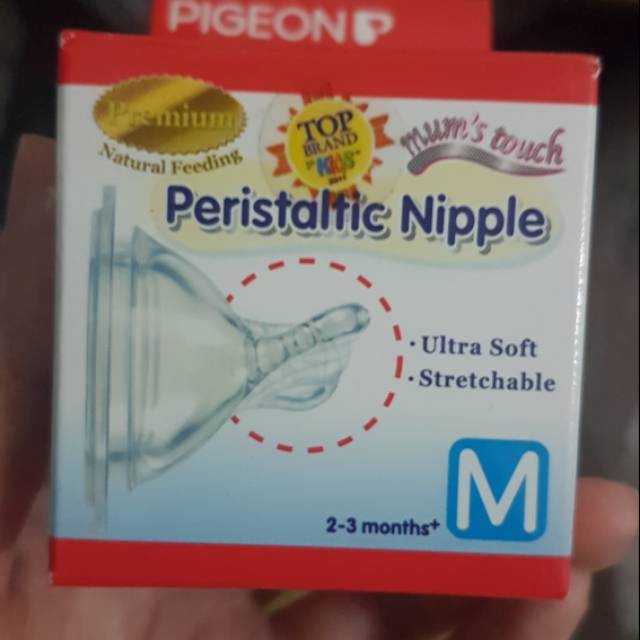 PIGEON
Premium
Natural Feeding
TOP
BRAND
KIDS
mum's touch
Peristaltic Nipple
· Ultra Soft
· Stretchable
2-3 months+
M